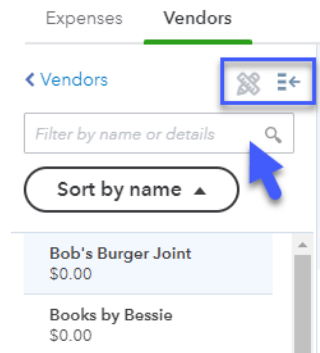 Expenses Vendors
Vendors
Filter by name or details
Sort by name
Bob's Burger Joint
$0.00
Books by Bessie
$0.00